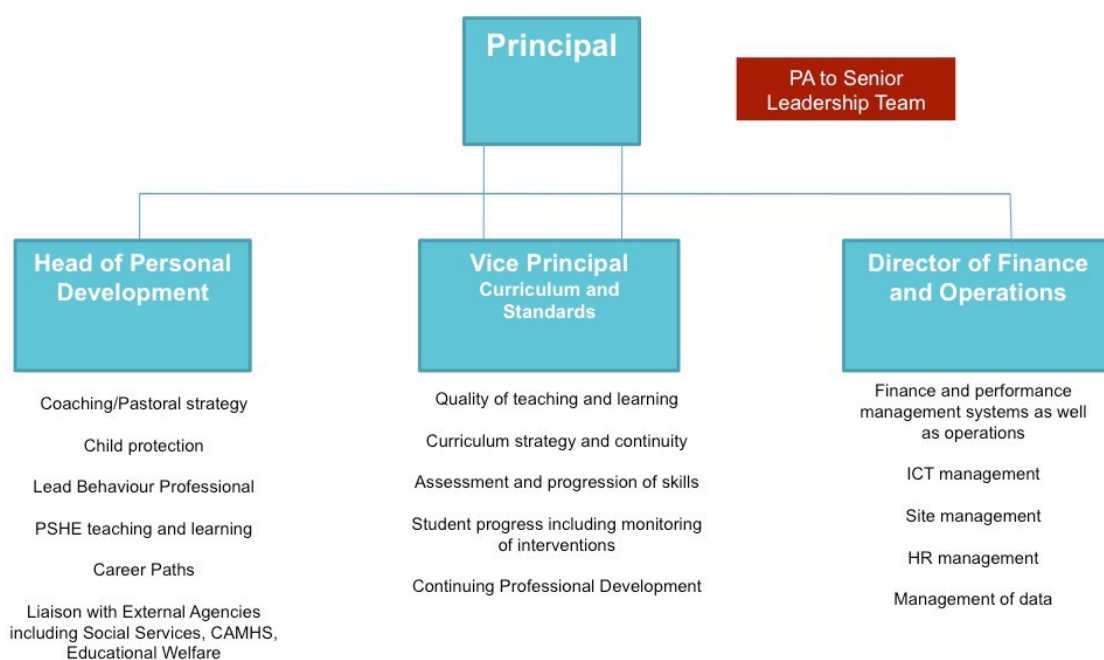 Principal
PA to Senior
Leadership Team
Head of Personal
Development
Coaching/Pastoral strategy
Child protection
Lead Behaviour Professional
PSHE teaching and learning
Career Paths
Liaison with External Agencies
including Social Services, CAMHS,
Educational Welfare
Vice Principal
Curriculum and
Standards
Quality of teaching and learning
Curriculum strategy and continuity
Assessment and progression of skills
Student progress including monitoring
of interventions
Continuing Professional Development
Director of Finance
and Operations
Finance and performance
management systems as well
as operations
ICT management
Site management
HR management
Management of data